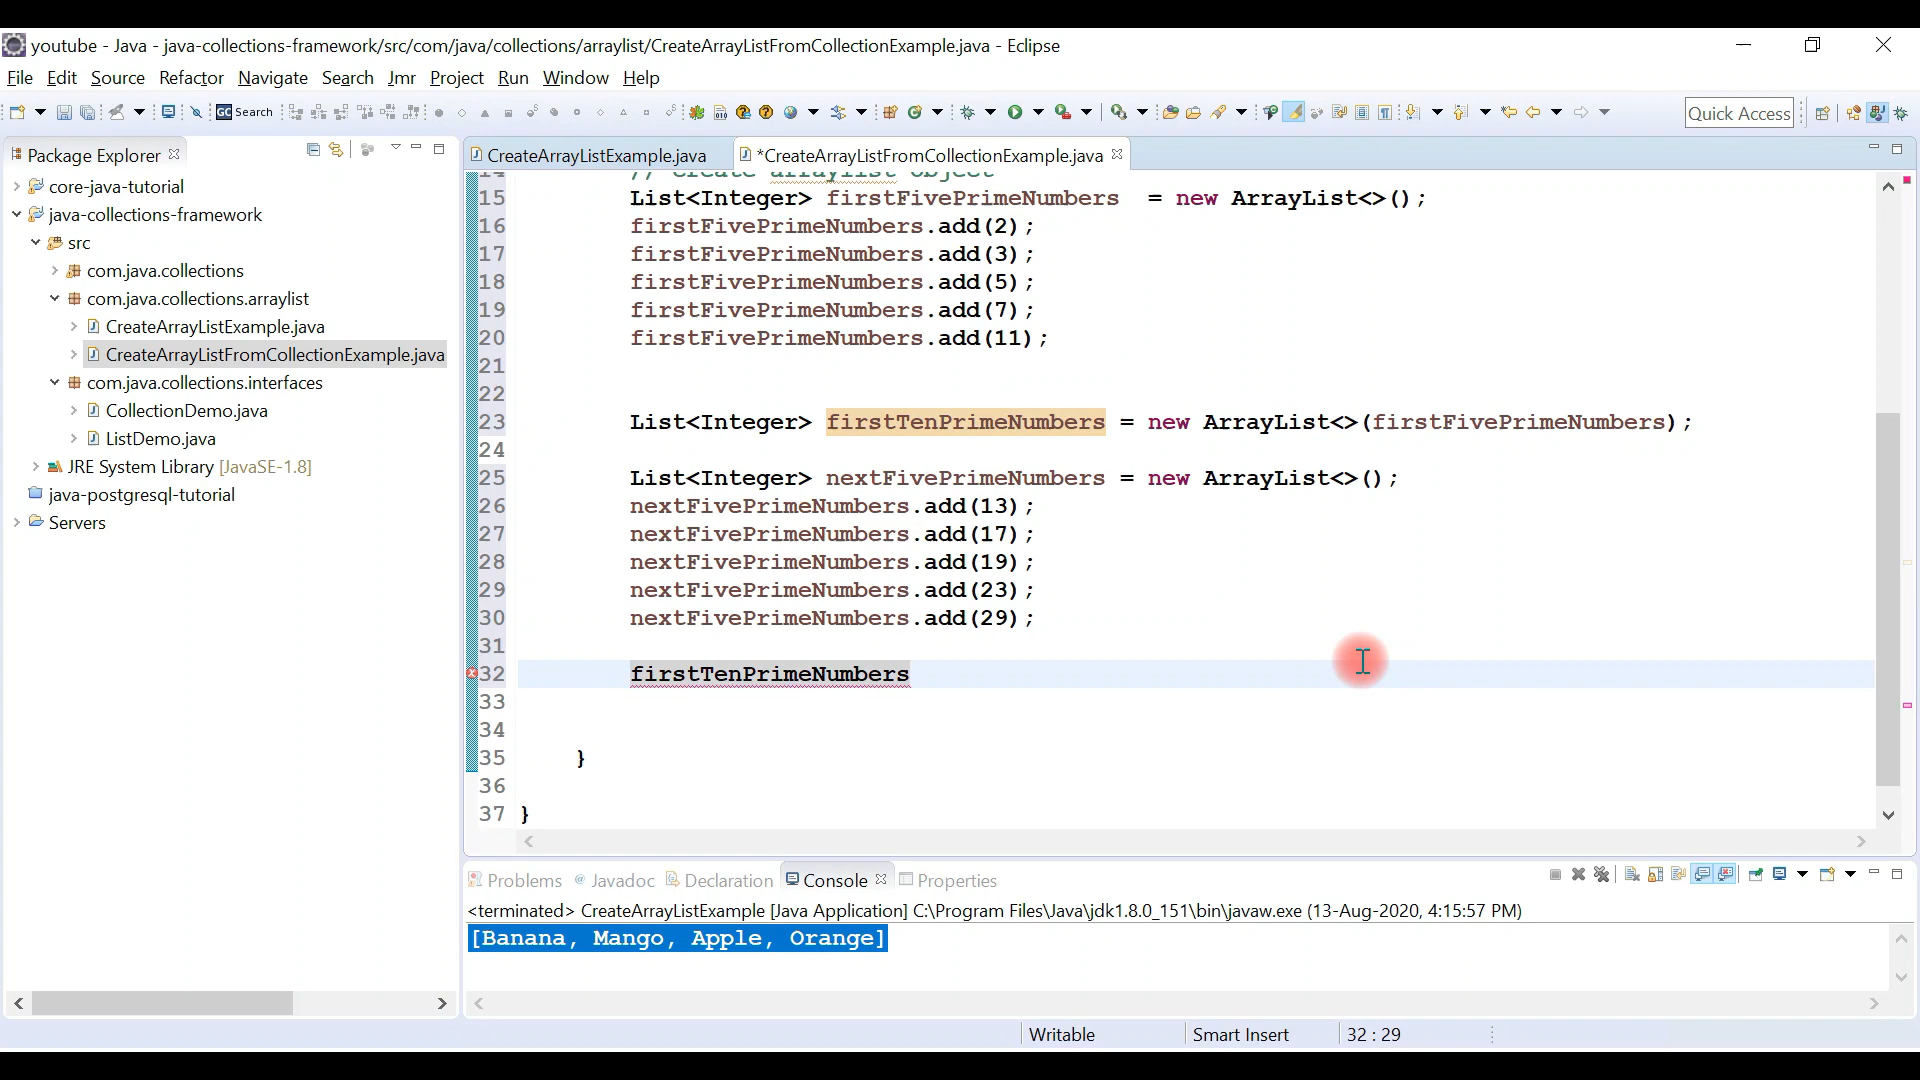 youtube - Java - java-collections-framework/src/com/java/collections/arraylist/CreateArrayListFromCollectionExample.java - Eclipse
File Edit Source Refactor Navigate Search Jmr Project Run Window Help
GC Search
Quick Access
Package Explorer
core-java-tutorial
java-collections-framework
src
com.java.collections
com.java.collections.arraylist
CreateArrayListExample.java
CreateArrayListFromCollectionExample.java
com.java.collections.interfaces
CollectionDemo.java
ListDemo.java
JRE System Library [JavaSE-1.8]
java-postgresql-tutorial
Servers
CreateArrayListExample.java
*CreateArrayListFromCollectionExample.java
14 // Create arraylist object
15 List<Integer> firstFivePrimeNumbers = new ArrayList<>();
16 firstFivePrimeNumbers.add(2);
17 firstFivePrimeNumbers.add(3);
18 firstFivePrimeNumbers.add(5);
19 firstFivePrimeNumbers.add(7);
20 firstFivePrimeNumbers.add(11);
21
22
23 List<Integer> firstTenPrimeNumbers = new ArrayList<>(firstFivePrimeNumbers);
24
25 List<Integer> nextFivePrimeNumbers = new ArrayList<>();
26 nextFivePrimeNumbers.add(13);
27 nextFivePrimeNumbers.add(17);
28 nextFivePrimeNumbers.add(19);
29 nextFivePrimeNumbers.add(23);
30 nextFivePrimeNumbers.add(29);
31
32 firstTenPrimeNumbers
33
34
35 }
36
37 }
Problems Javadoc Declaration Console Properties
<terminated> CreateArrayListExample [Java Application] C:\Program Files\Java\jdk1.8.0_151\bin\javaw.exe (13-Aug-2020, 4:15:57 PM)
[Banana, Mango, Apple, Orange]
Writable Smart Insert 32 : 29